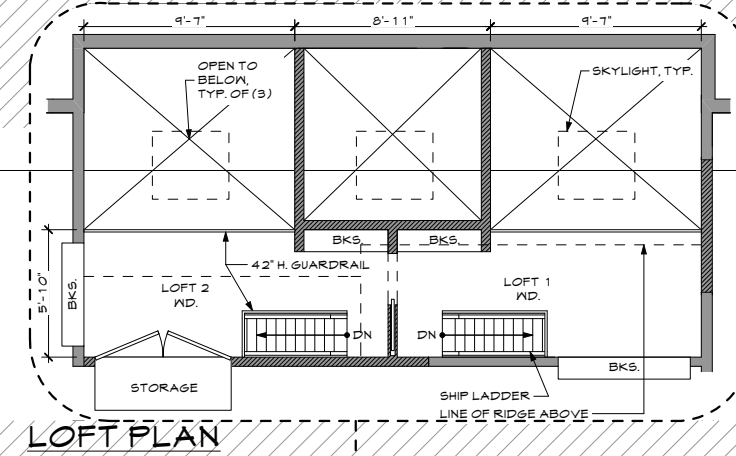 9'-7"
8'-11"
9'-7"
OPEN TO
BELOW,
TYP. OF (3)
SKYLIGHT, TYP.
BKS.
BKS.
5'-10"
BKS.
42" H. GUARDRAIL
LOFT 2
WD.
LOFT 1
WD.
DN
DN
STORAGE
BKS.
SHIP LADDER
LINE OF RIDGE ABOVE
LOFT PLAN